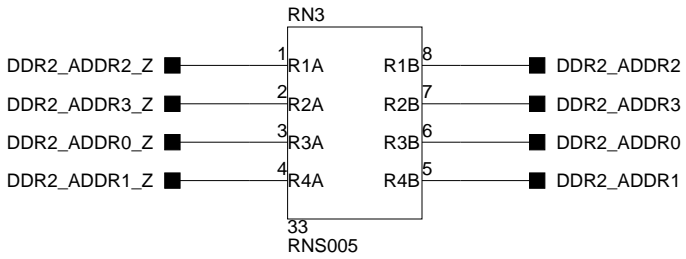 RN3
DDR2_ADDR2_Z 1 R1A R1B 8 DDR2_ADDR2
DDR2_ADDR3_Z 2 R2A R2B 7 DDR2_ADDR3
DDR2_ADDR0_Z 3 R3A R3B 6 DDR2_ADDR0
DDR2_ADDR1_Z 4 R4A R4B 5 DDR2_ADDR1
33
RNS005